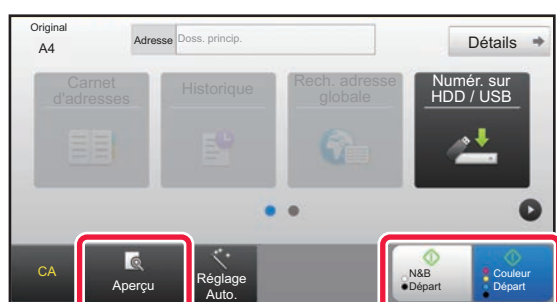 Original
A4
Adresse
Doss. princip.
Détails
Carnet
d'adresses
Historique
Rech. adresse
globale
Numér. sur
HDD / USB
CA
Aperçu
Réglage
Auto.
N&B
Départ
Couleur
Départ